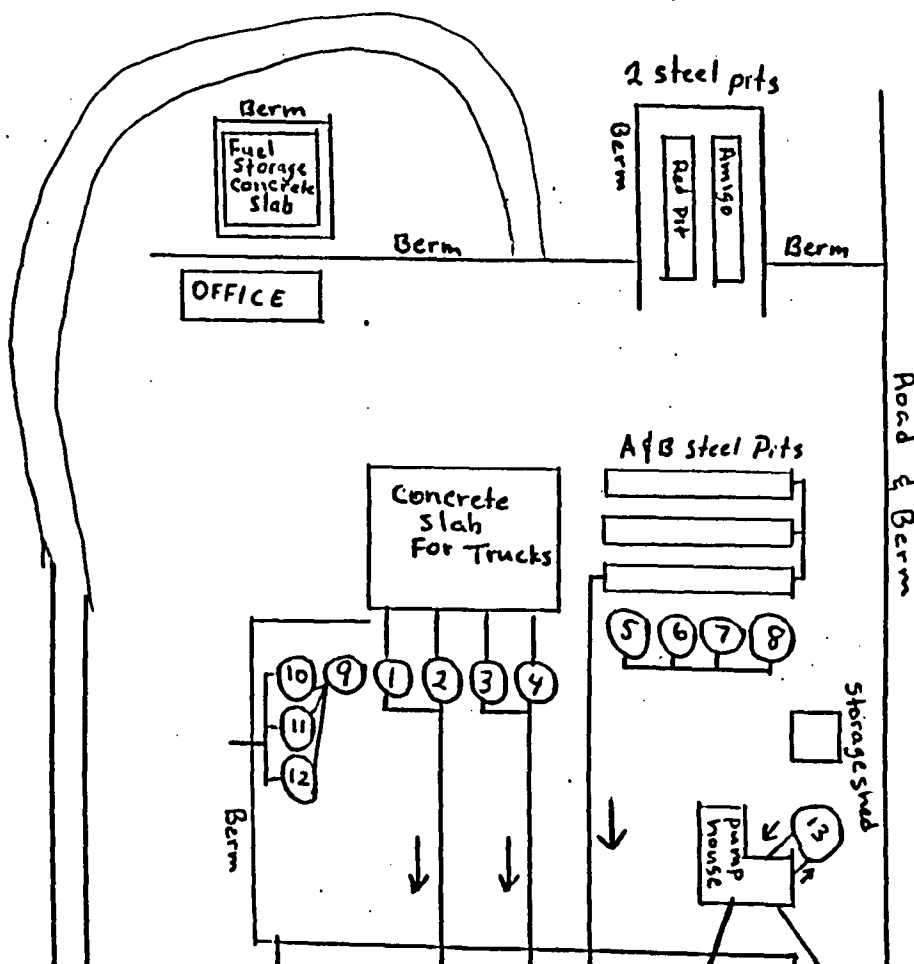 2 steel pits
Berm
Fuel
Storage
Concrete
Slab
Berm
Red Pit
Amigo
Berm
Berm
OFFICE
Road & Berm
A & B steel Pits
Concrete
Slab
For Trucks
5 6 7 8
10 9 1 2 3 4
11
12
Storage shed
Berm
13
pump
house